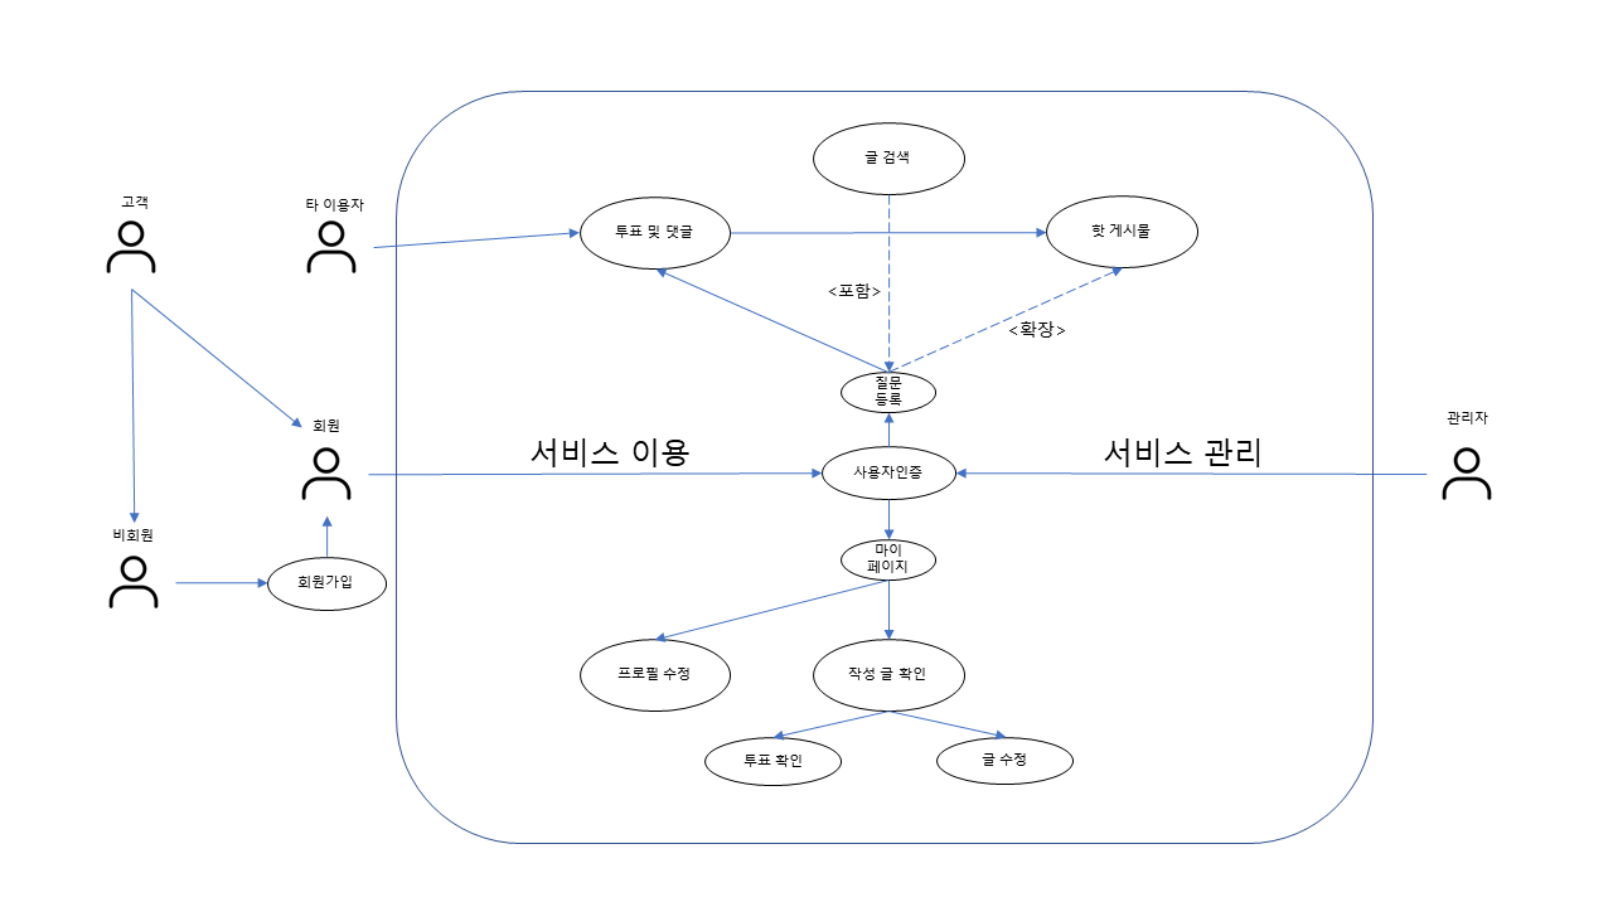 글 검색
고객
타 이용자
투표 및 댓글
핫 게시물
<포함>
<확장>
질문
등록
회원
관리자
서비스 이용
서비스 관리
사용자인증
비회원
마이
페이지
회원가입
프로필 수정
작성 글 확인
투표 확인
글 수정